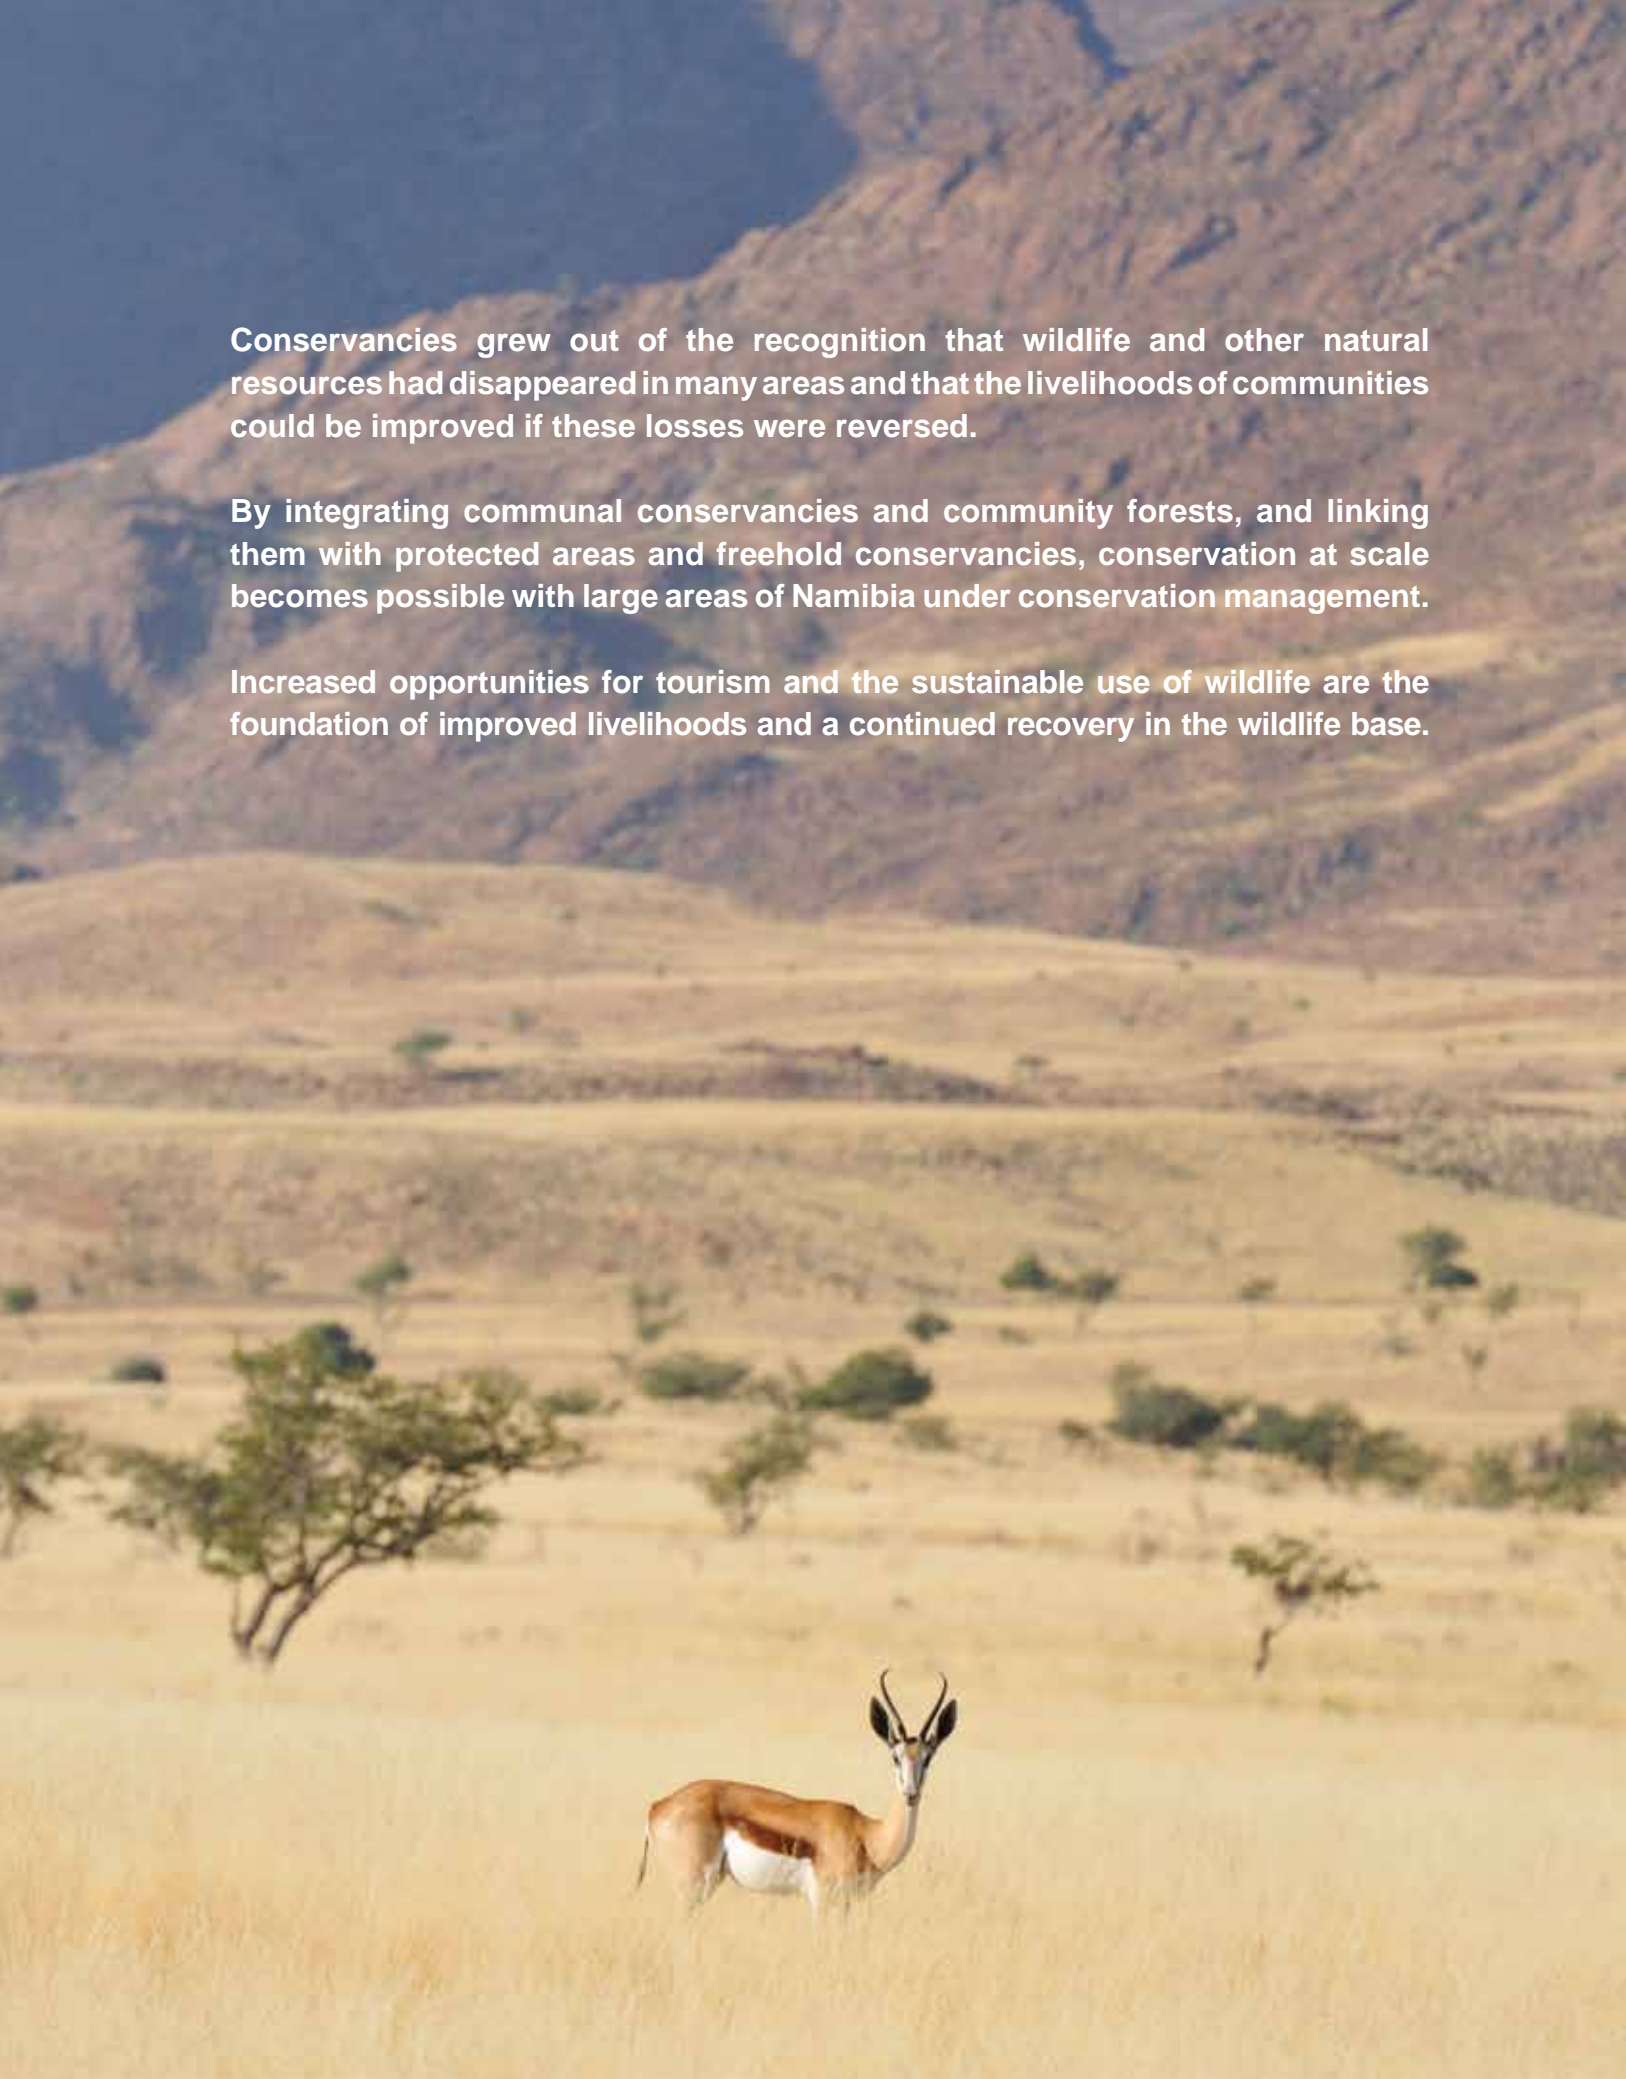 Conservancies grew out of the recognition that wildlife and other natural
resources had disappeared in many areas and that the livelihoods of communities
could be improved if these losses were reversed.
By integrating communal conservancies and community forests, and linking
them with protected areas and freehold conservancies, conservation at scale
becomes possible with large areas of Namibia under conservation management.
Increased opportunities for tourism and the sustainable use of wildlife are the
foundation of improved livelihoods and a continued recovery in the wildlife base.